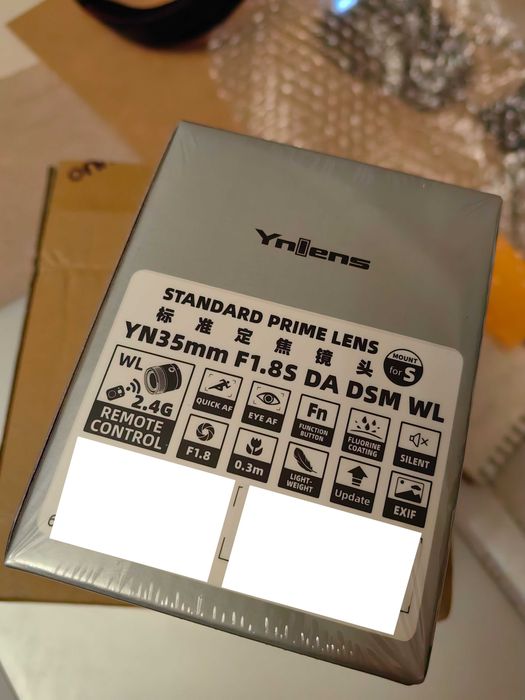 Ynlens
STANDARD PRIME LENS
标准定焦镜头
YN35mm F1.8S DA DSM WL
MOUNT
for S
WL
2.4G
REMOTE
CONTROL
QUICK AF
EYE AF
Fn
FUNCTION
BUTTON
FLUORINE
COATING
SILENT
F1.8
0.3m
LIGHT-
WEIGHT
Update
EXIF